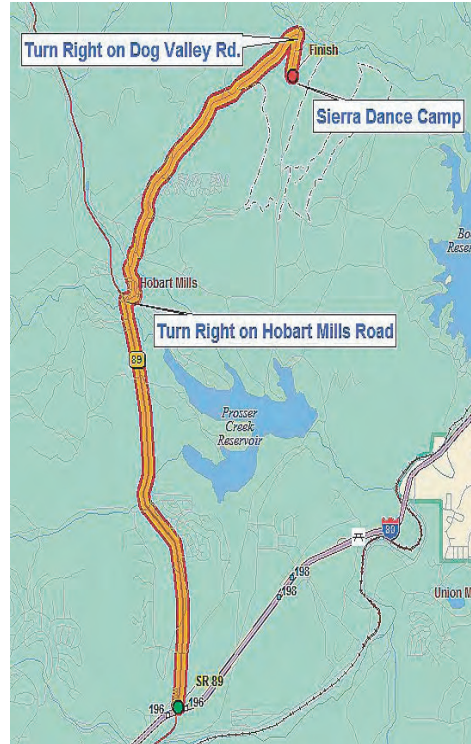 Turn Right on Dog Valley Rd.
Finish
Sierra Dance Camp
Hobart Mills
Turn Right on Hobart Mills Road
89
Prosser
Creek
Reservoir
80
198
198
SR 89
196
196